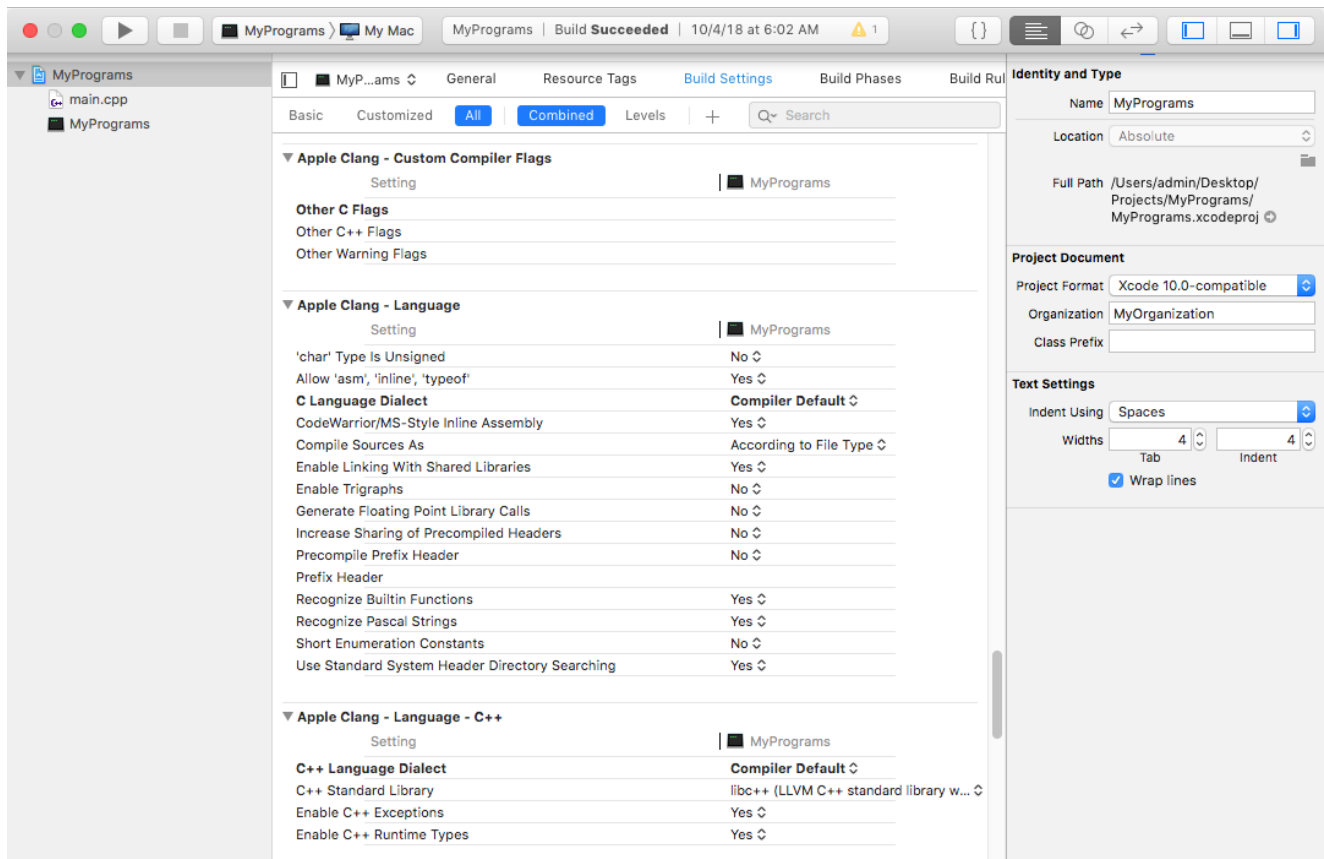 MyPrograms My Mac MyPrograms | Build Succeeded | 10/4/18 at 6:02 AM 1 {}
MyPrograms
main.cpp
MyPrograms
MyP...ams General Resource Tags Build Settings Build Phases Build Rul
Basic Customized All Combined Levels + Search
Apple Clang - Custom Compiler Flags
Setting MyPrograms
Other C Flags
Other C++ Flags
Other Warning Flags
Apple Clang - Language
Setting MyPrograms
'char' Type Is Unsigned No
Allow 'asm', 'inline', 'typeof' Yes
C Language Dialect Compiler Default
CodeWarrior/MS-Style Inline Assembly Yes
Compile Sources As According to File Type
Enable Linking With Shared Libraries Yes
Enable Trigraphs No
Generate Floating Point Library Calls No
Increase Sharing of Precompiled Headers No
Precompile Prefix Header No
Prefix Header
Recognize Builtin Functions Yes
Recognize Pascal Strings Yes
Short Enumeration Constants No
Use Standard System Header Directory Searching Yes
Apple Clang - Language - C++
Setting MyPrograms
C++ Language Dialect Compiler Default
C++ Standard Library libc++ (LLVM C++ standard library w...
Enable C++ Exceptions Yes
Enable C++ Runtime Types Yes
Identity and Type
Name MyPrograms
Location Absolute
Full Path /Users/admin/Desktop/
Projects/MyPrograms/
MyPrograms.xcodeproj
Project Document
Project Format Xcode 10.0-compatible
Organization MyOrganization
Class Prefix
Text Settings
Indent Using Spaces
Widths 4 4
Tab Indent
Wrap lines